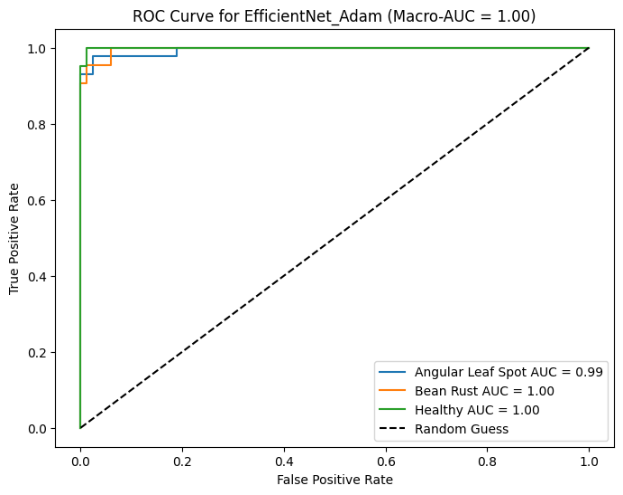 ROC Curve for EfficientNet_Adam (Macro-AUC = 1.00)
True Positive Rate
1.0
0.8
0.6
0.4
0.2
0.0
Angular Leaf Spot AUC = 0.99
Bean Rust AUC = 1.00
Healthy AUC = 1.00
Random Guess
0.0 0.2 0.4 0.6 0.8 1.0
False Positive Rate